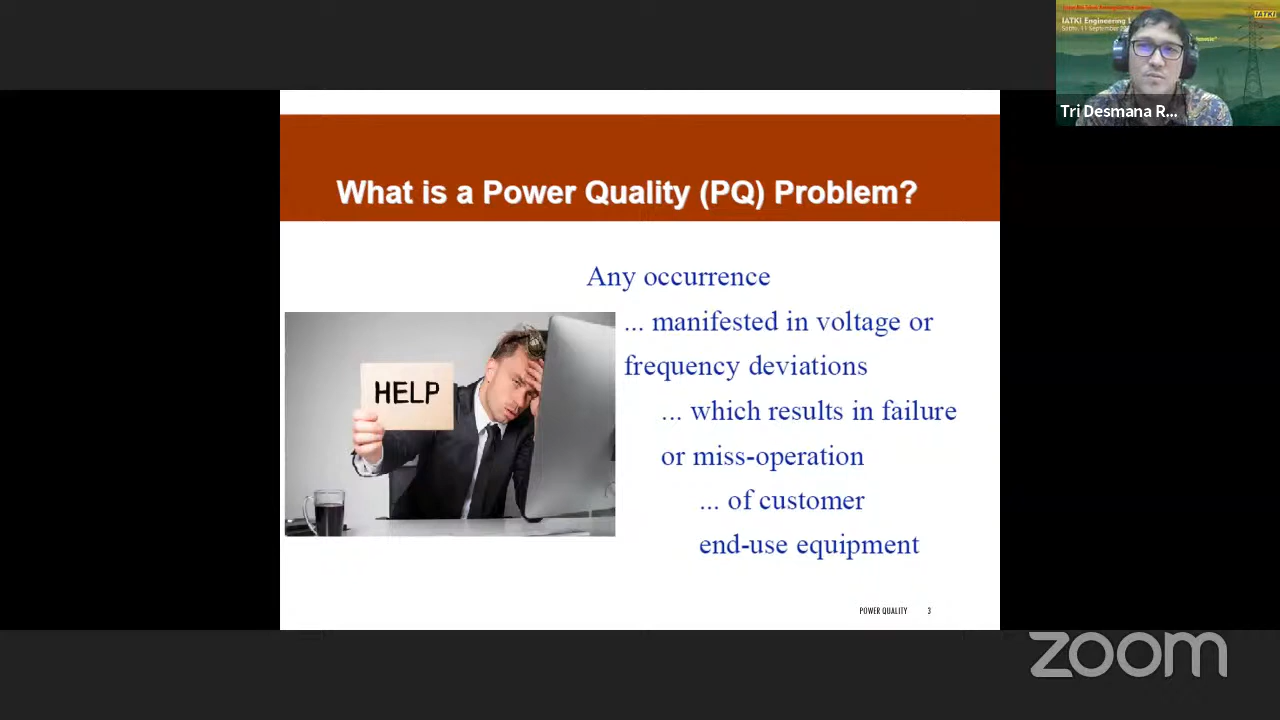 IATKI
IATKI Engineering
Tri Desmana R...
What is a Power Quality (PQ) Problem?
Any occurrence
... manifested in voltage or
frequency deviations
... which results in failure
or miss-operation
... of customer
end-use equipment
HELP
POWER QUALITY 3
zoom